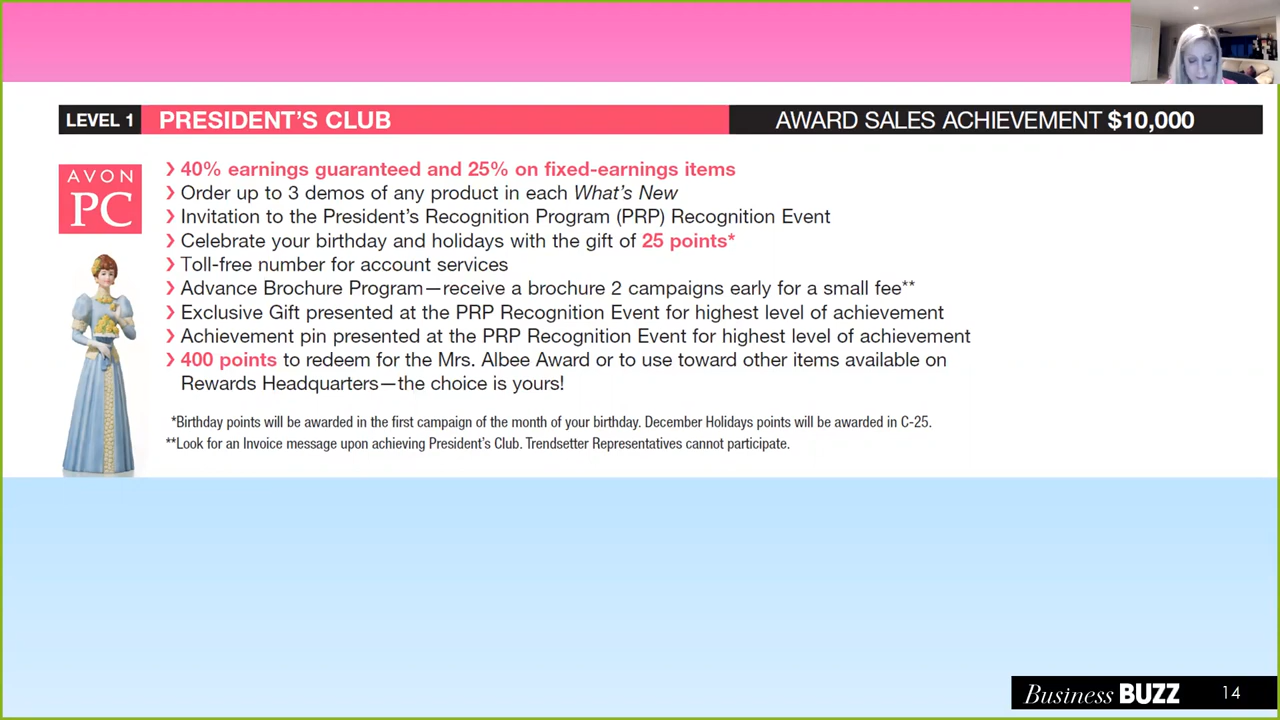 LEVEL 1 PRESIDENT'S CLUB AWARD SALES ACHIEVEMENT $10,000
AVON
PC
› 40% earnings guaranteed and 25% on fixed-earnings items
› Order up to 3 demos of any product in each What's New
› Invitation to the President's Recognition Program (PRP) Recognition Event
› Celebrate your birthday and holidays with the gift of 25 points*
› Toll-free number for account services
› Advance Brochure Program—receive a brochure 2 campaigns early for a small fee**
› Exclusive Gift presented at the PRP Recognition Event for highest level of achievement
› Achievement pin presented at the PRP Recognition Event for highest level of achievement
› 400 points to redeem for the Mrs. Albee Award or to use toward other items available on
Rewards Headquarters—the choice is yours!
*Birthday points will be awarded in the first campaign of the month of your birthday. December Holidays points will be awarded in C-25.
**Look for an Invoice message upon achieving President's Club. Trendsetter Representatives cannot participate.
Business BUZZ 14